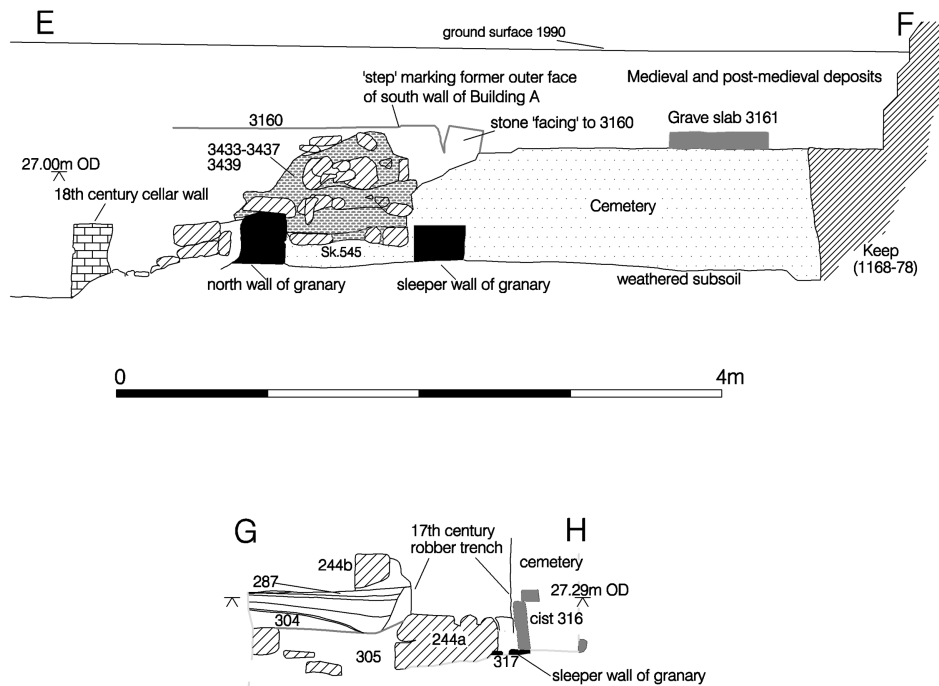 E
F
ground surface 1990
'step' marking former outer face
of south wall of Building A
Medieval and post-medieval deposits
3160
stone 'facing' to 3160
Grave slab 3161
3433-3437
3439
27.00m OD
18th century cellar wall
Cemetery
Sk.545
Keep
(1168-78)
north wall of granary
sleeper wall of granary
weathered subsoil
0
4m
G
H
17th century
robber trench
cemetery
244b
287
27.29m OD
304
cist 316
244a
305
317
sleeper wall of granary